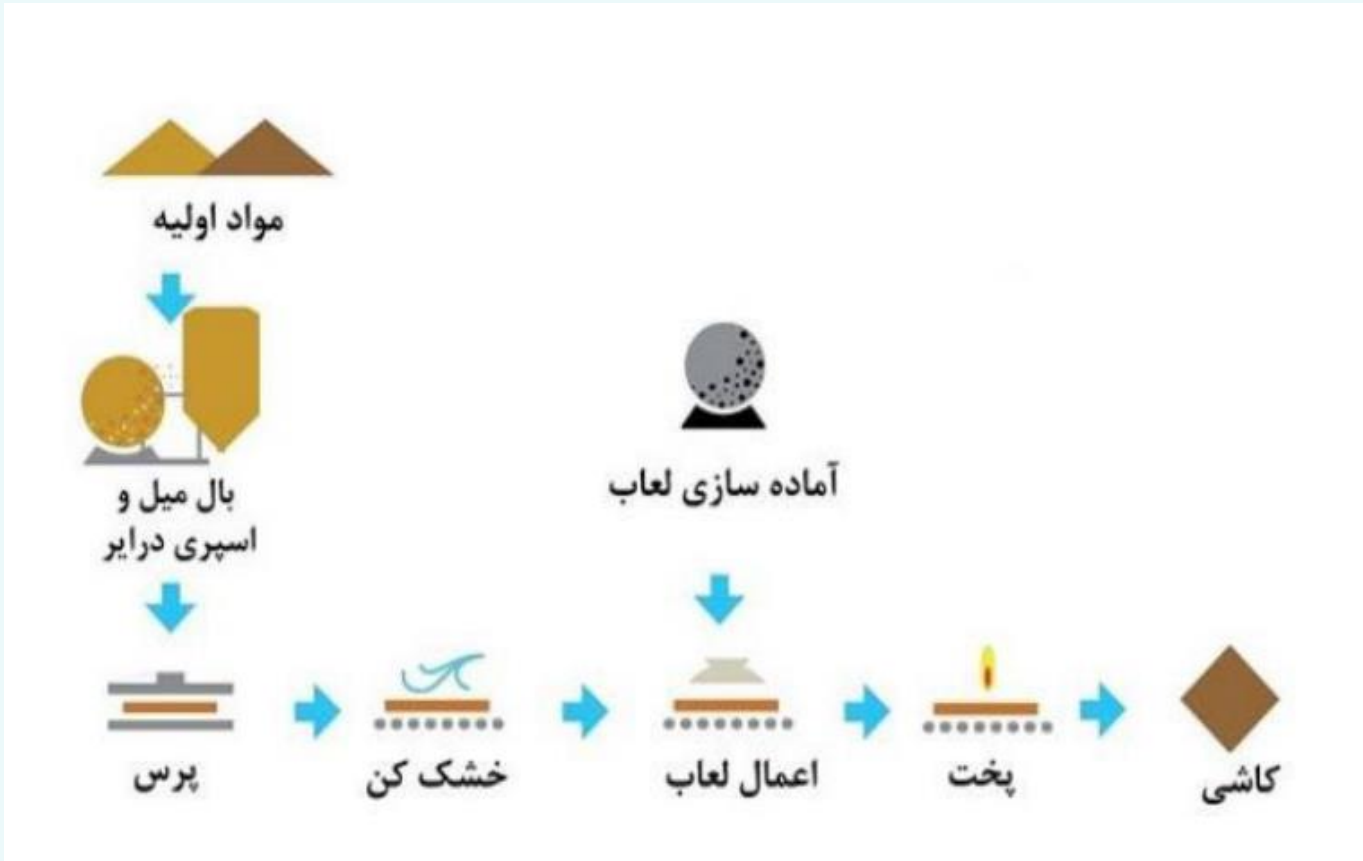 مواد اولیه
بال میل و
اسپری درایر
آماده سازی لعاب
پرس
خشک کن
اعمال لعاب
پخت
کاشی